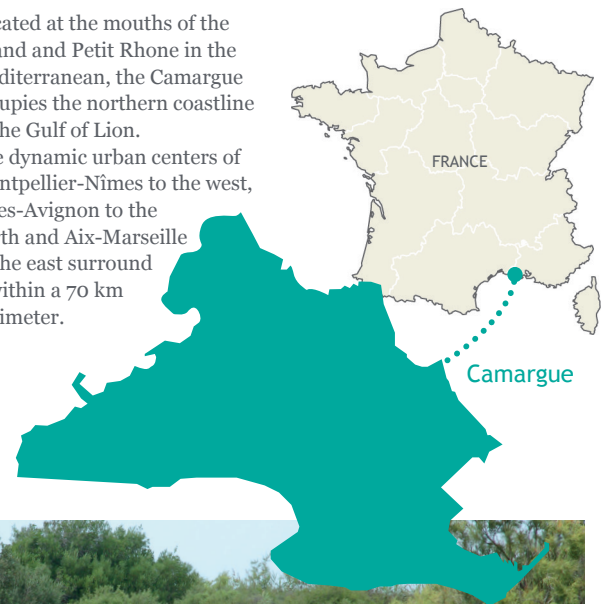 cated at the mouths of the
and and Petit Rhone in the
diterranean, the Camargue
upies the northern coastline
he Gulf of Lion.
e dynamic urban centers of
ntpellier-Nîmes to the west,
es-Avignon to the
rth and Aix-Marseille
he east surround
vithin a 70 km
imeter.
FRANCE
Camargue